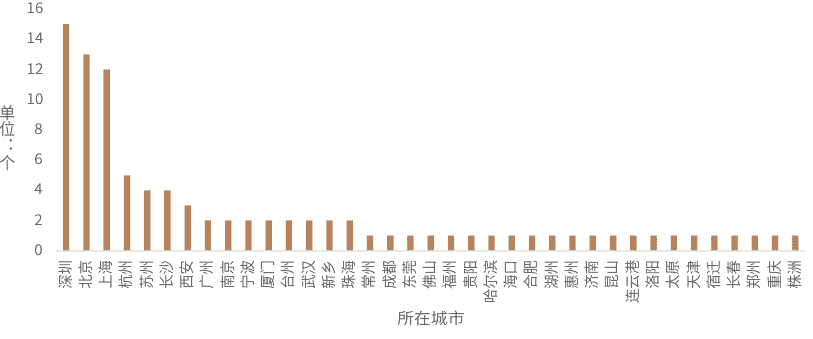 16
14
12
10
8
6
4
2
0
单位：个
深圳
北京
上海
杭州
苏州
长沙
西安
广州
南京
宁波
厦门
台州
武汉
新乡
珠海
常州
成都
东莞
佛山
福州
贵阳
哈尔滨
海口
合肥
湖州
惠州
济南
昆山
连云港
洛阳
太原
天津
宿迁
长春
郑州
重庆
株洲
所在城市